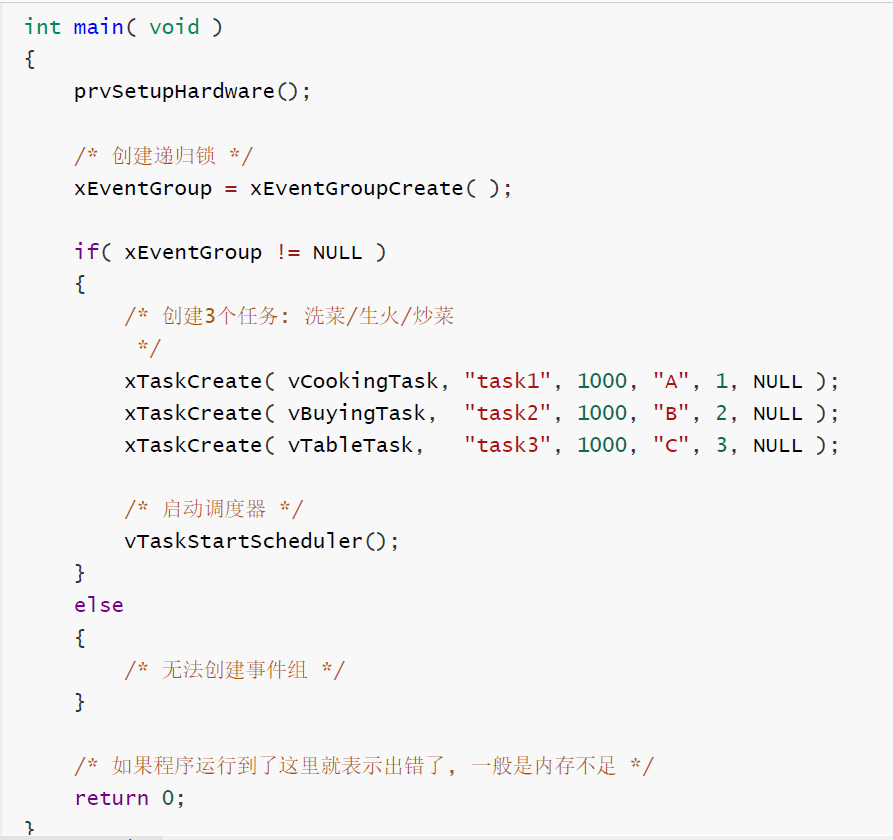 int main( void )
{
prvSetupHardware();
/* 创建递归锁 */
xEventGroup = xEventGroupCreate( );
if( xEventGroup != NULL )
{
/* 创建3个任务: 洗菜/生火/炒菜
*/
xTaskCreate( vCookingTask, "task1", 1000, "A", 1, NULL );
xTaskCreate( vBuyingTask,  "task2", 1000, "B", 2, NULL );
xTaskCreate( vTableTask,   "task3", 1000, "C", 3, NULL );
/* 启动调度器 */
vTaskStartScheduler();
}
else
{
/* 无法创建事件组 */
}
/* 如果程序运行到了这里就表示出错了, 一般是内存不足 */
return 0;
}